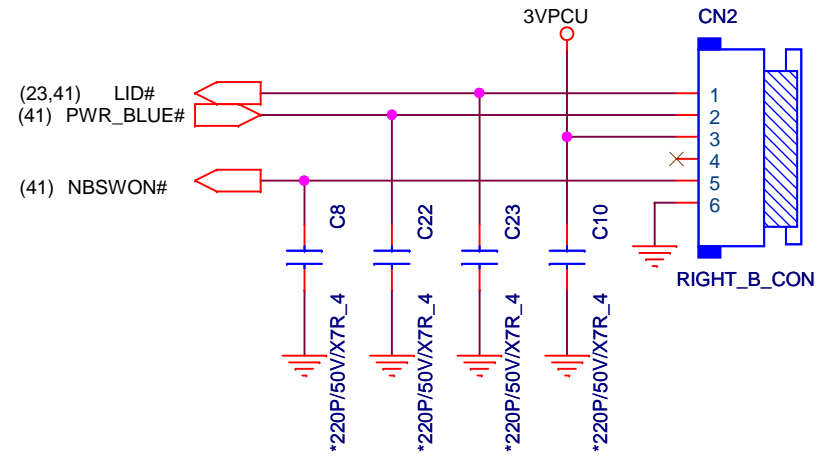 3VPCU
CN2
(23,41) LID#
(41) PWR_BLUE#
(41) NBSWON#
1
2
3
4
5
6
C8
C22
C23
C10
RIGHT_B_CON
*220P/50V/X7R_4
*220P/50V/X7R_4
*220P/50V/X7R_4
*220P/50V/X7R_4